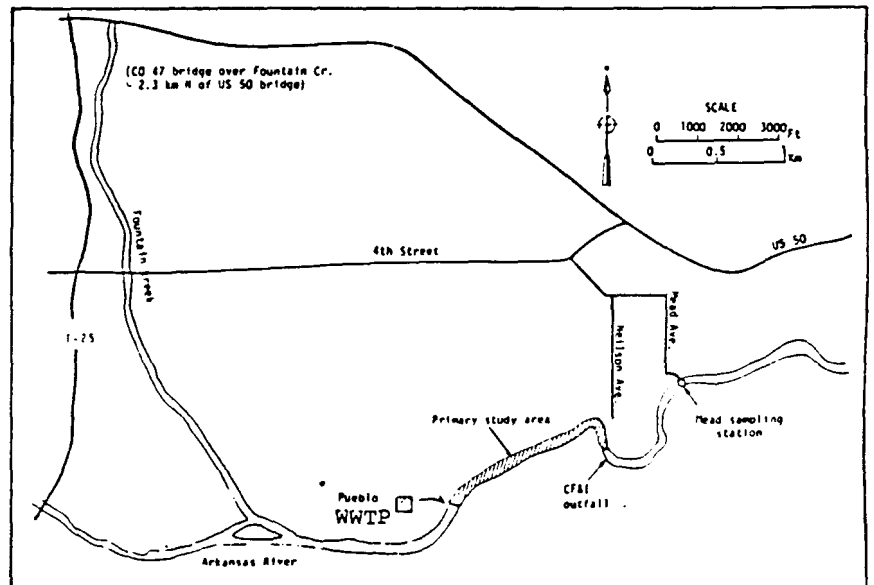 (CO 47 bridge over Fountain Cr.
~ 2.3 km N of US 50 bridge)
SCALE
0 1000 2000 3000 Ft
0 0.5 1 Km
Fountain Creek
4th Street
US 50
I-25
Mead Ave.
Neilson Ave.
Primary study area
Mead sampling
station
CF&I
outfall
Pueblo
WWTP
Arkansas River